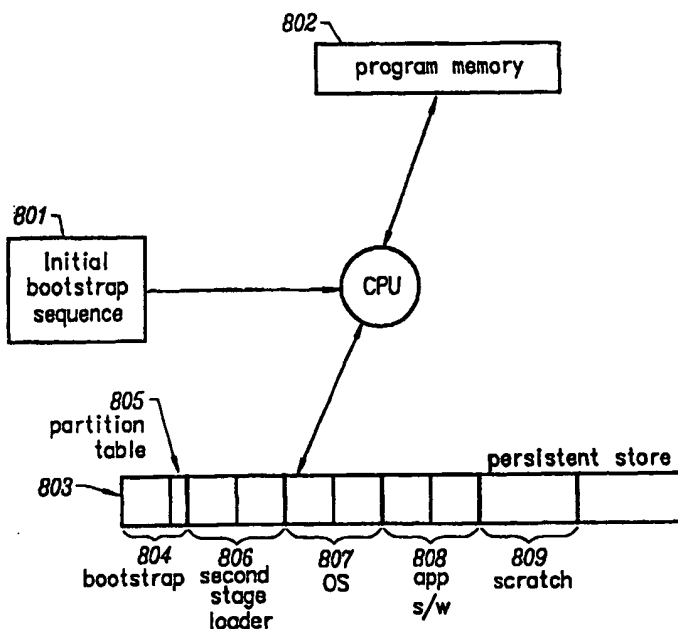 802
program memory
801
Initial
bootstrap
sequence
CPU
805
partition
table
persistent store
803
804
bootstrap
806
second
stage
loader
807
OS
808
app
s/w
809
scratch